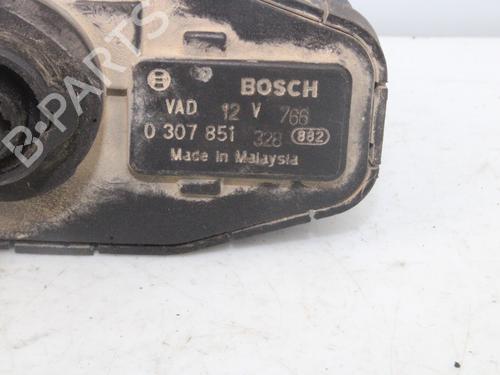 BOSCH
VAD 12 V 766
0 307 851 328 882
Made in Malaysia
B-PARTS